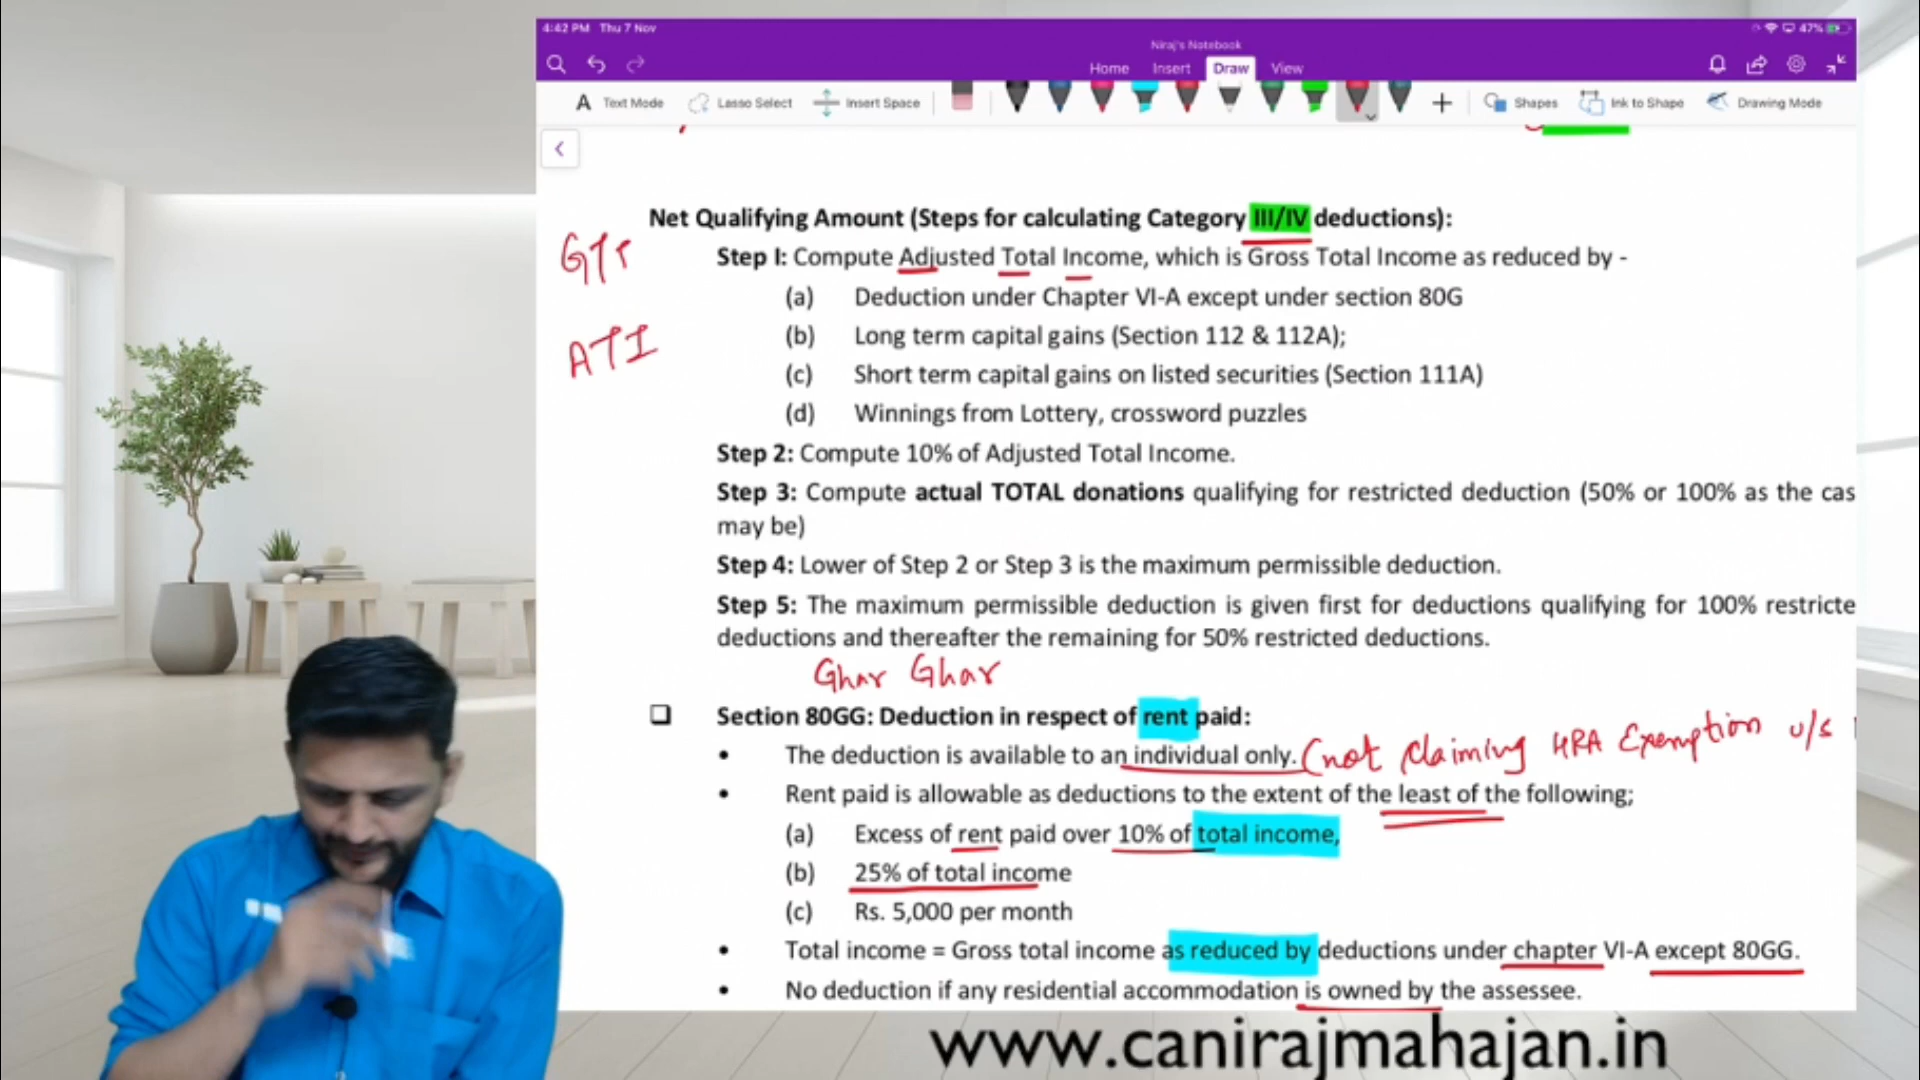 4:42 PM Thu 7 Nov
47%
Niraj's Notebook
Home Insert Draw View
A Text Mode Lasso Select Insert Space Shapes Ink to Shape Drawing Mode
Net Qualifying Amount (Steps for calculating Category III/IV deductions):
GTI
Step I: Compute Adjusted Total Income, which is Gross Total Income as reduced by -
(a) Deduction under Chapter VI-A except under section 80G
ATI
(b) Long term capital gains (Section 112 & 112A);
(c) Short term capital gains on listed securities (Section 111A)
(d) Winnings from Lottery, crossword puzzles
Step 2: Compute 10% of Adjusted Total Income.
Step 3: Compute actual TOTAL donations qualifying for restricted deduction (50% or 100% as the cas
may be)
Step 4: Lower of Step 2 or Step 3 is the maximum permissible deduction.
Step 5: The maximum permissible deduction is given first for deductions qualifying for 100% restricte
deductions and thereafter the remaining for 50% restricted deductions.
Ghar Ghar
Section 80GG: Deduction in respect of rent paid:
• The deduction is available to an individual only. (not claiming HRA Exemption u/s
• Rent paid is allowable as deductions to the extent of the least of the following;
(a) Excess of rent paid over 10% of total income,
(b) 25% of total income
(c) Rs. 5,000 per month
• Total income = Gross total income as reduced by deductions under chapter VI-A except 80GG.
• No deduction if any residential accommodation is owned by the assessee.
www.canirajmahajan.in